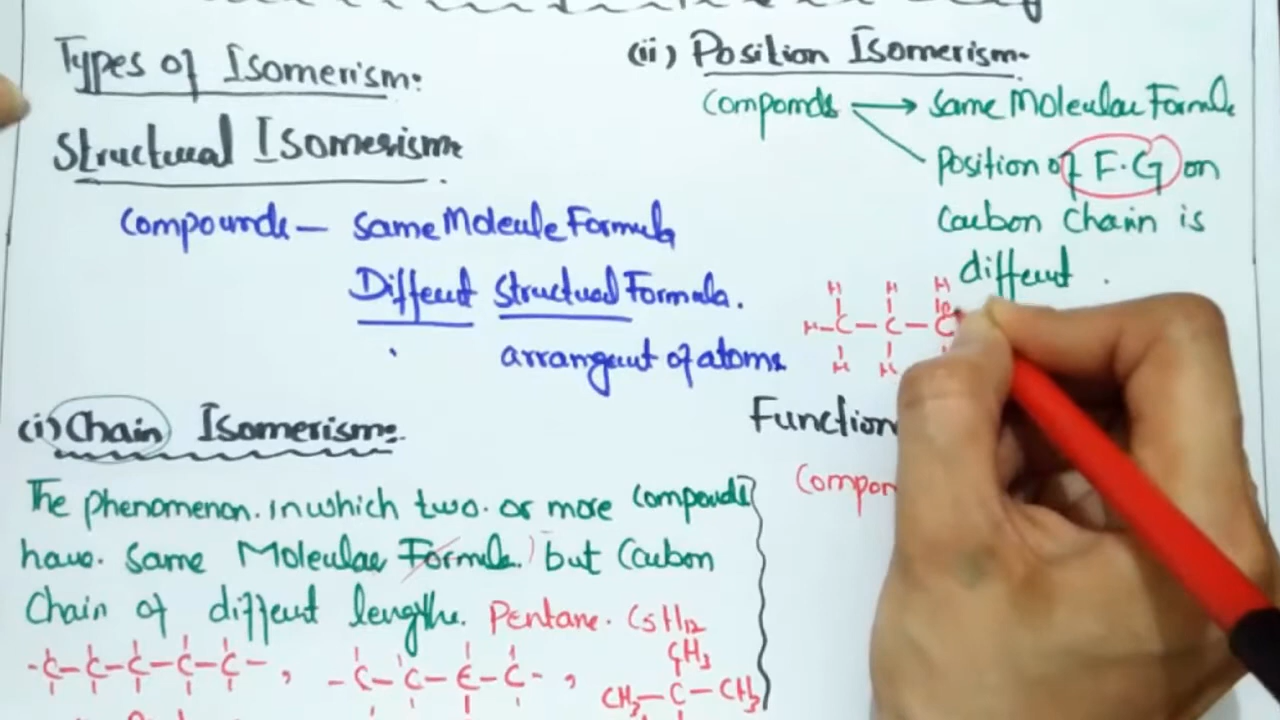 Types of Isomerism:
Structural Isomerism
Compounds — Same Molecule Formula
Different Structural Formula.
arrangement of atoms
(i) Chain Isomerism:
The phenomenon in which two or more compounds
have same Molecular Formula but Carbon
Chain of different lengths. Pentane. C5H12
-C-C-C-C-C- , -C-C-C-C- , CH3
CH3-C-CH3
(ii) Position Isomerism
Compounds → Same Molecular Formula
Position of F.G on
Carbon Chain is
different.
H H H
H-C-C-C
H H
Function
Compon